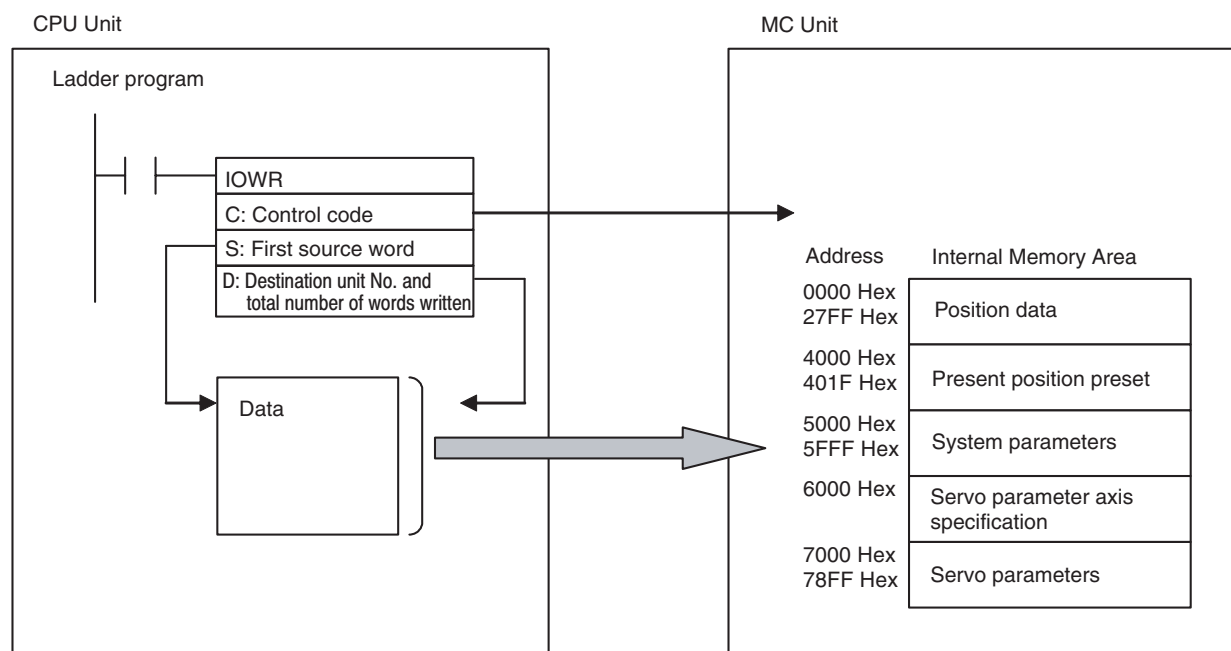 CPU Unit
MC Unit
Ladder program
IOWR
C: Control code
S: First source word
D: Destination unit No. and
total number of words written
Data
Address
Internal Memory Area
0000 Hex
27FF Hex
Position data
4000 Hex
401F Hex
Present position preset
5000 Hex
5FFF Hex
System parameters
6000 Hex
Servo parameter axis
specification
7000 Hex
78FF Hex
Servo parameters